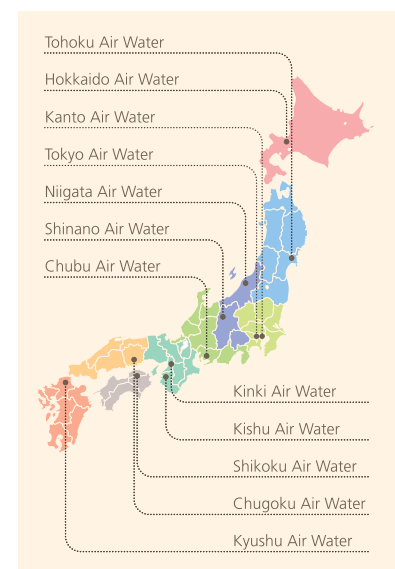 Tohoku Air Water
Hokkaido Air Water
Kanto Air Water
Tokyo Air Water
Niigata Air Water
Shinano Air Water
Chubu Air Water
Kinki Air Water
Kishu Air Water
Shikoku Air Water
Chugoku Air Water
Kyushu Air Water